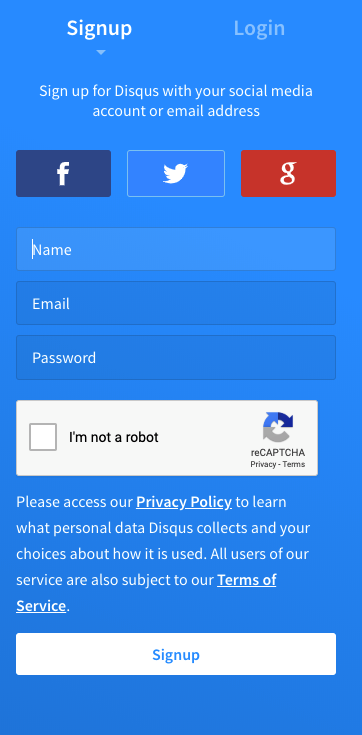 Signup Login
Sign up for Disqus with your social media
account or email address
f g
Name
Email
Password
I'm not a robot
reCAPTCHA
Privacy - Terms
Please access our Privacy Policy to learn
what personal data Disqus collects and your
choices about how it is used. All users of our
service are also subject to our Terms of
Service.
Signup